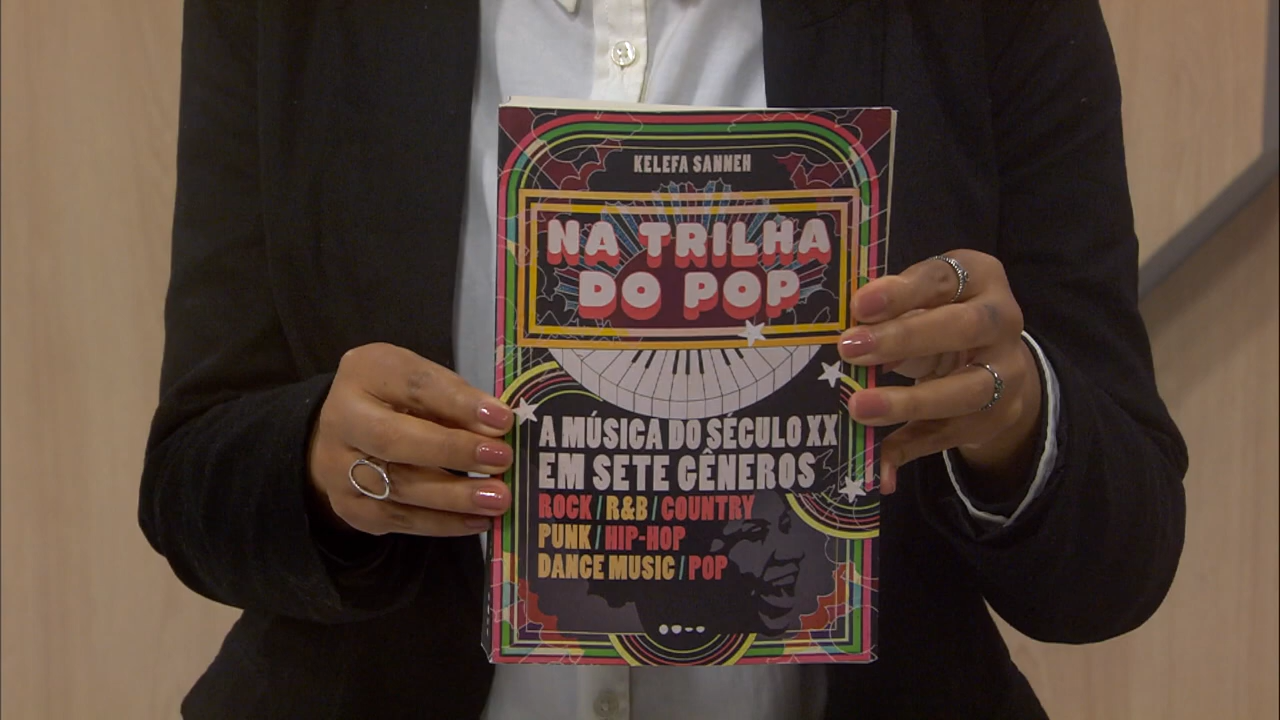 KELEFA SANNEH
NA TRILHA
DO POP
A MÚSICA DO SÉCULO XX
EM SETE GÊNEROS
ROCK / R&B / COUNTRY
PUNK / HIP-HOP
DANCE MUSIC / POP